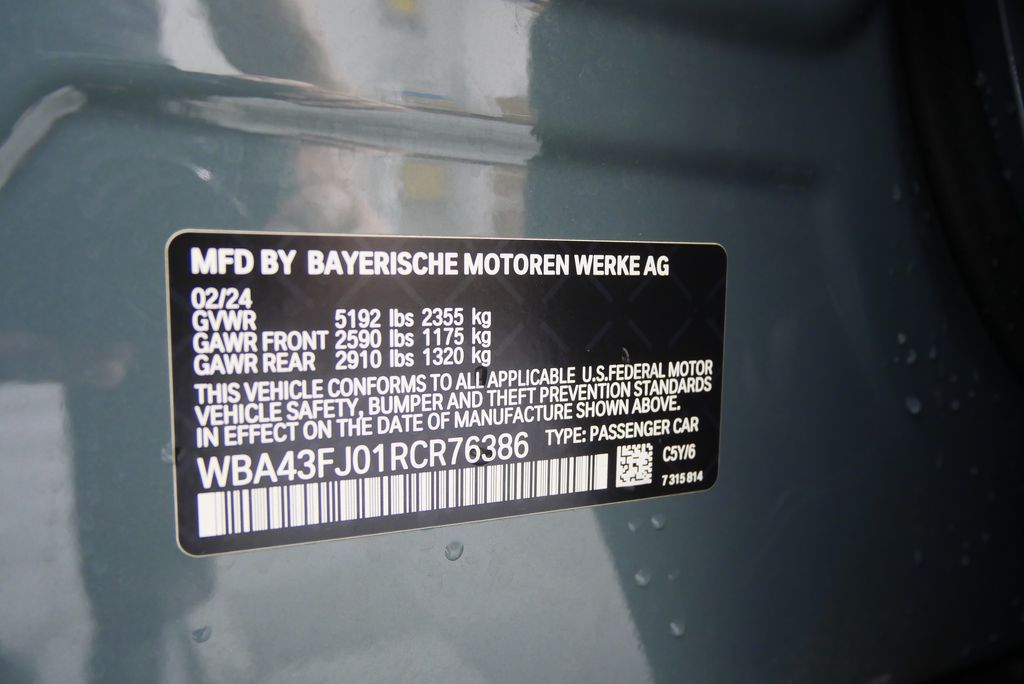 MFD BY BAYERISCHE MOTOREN WERKE AG
02/24
GVWR 5192 lbs 2355 kg
GAWR FRONT 2590 lbs 1175 kg
GAWR REAR 2910 lbs 1320 kg
THIS VEHICLE CONFORMS TO ALL APPLICABLE U.S.FEDERAL MOTOR
VEHICLE SAFETY, BUMPER AND THEFT PREVENTION STANDARDS
IN EFFECT ON THE DATE OF MANUFACTURE SHOWN ABOVE.
WBA43FJ01RCR76386 TYPE: PASSENGER CAR
C5Y/6
7 315 814